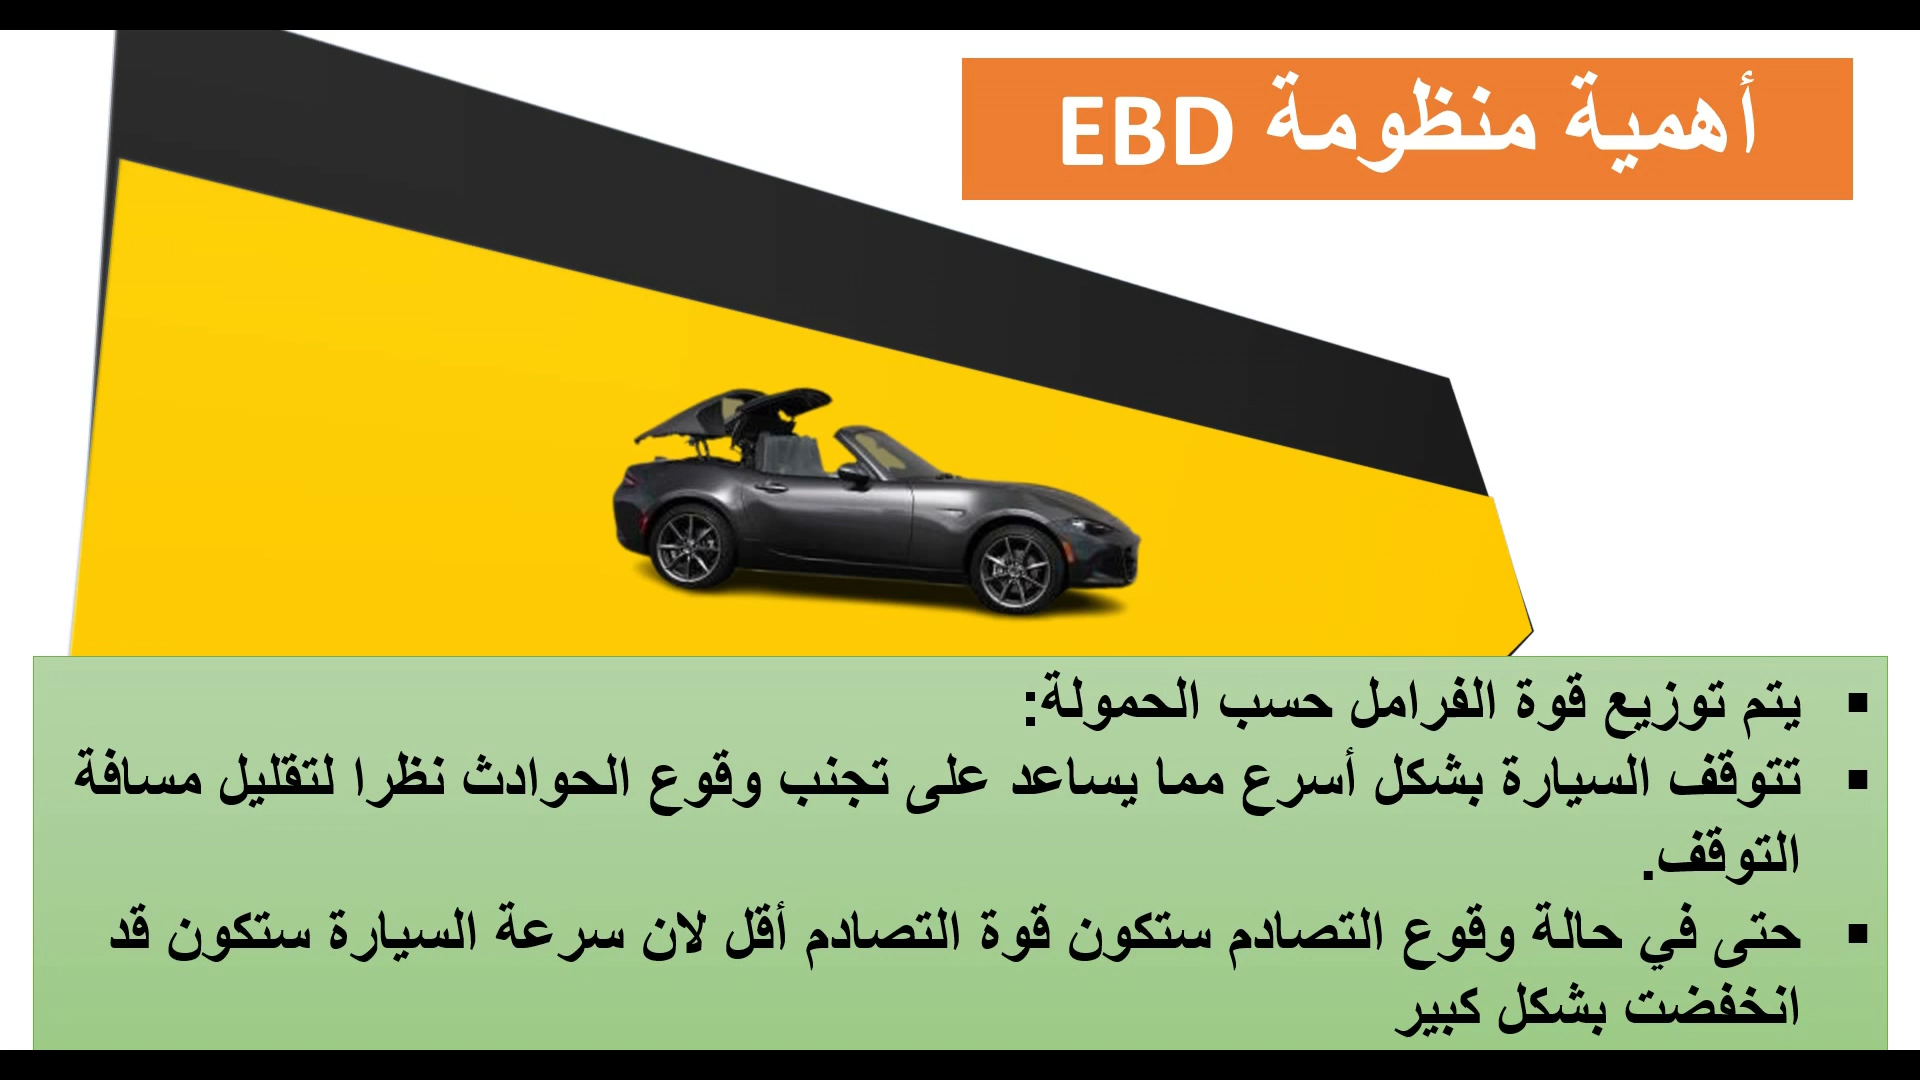 أهمية منظومة EBD
▪ يتم توزيع قوة الفرامل حسب الحمولة:
▪ تتوقف السيارة بشكل أسرع مما يساعد على تجنب وقوع الحوادث نظرا لتقليل مسافة
التوقف.
▪ حتى في حالة وقوع التصادم ستكون قوة التصادم أقل لان سرعة السيارة ستكون قد
انخفضت بشكل كبير